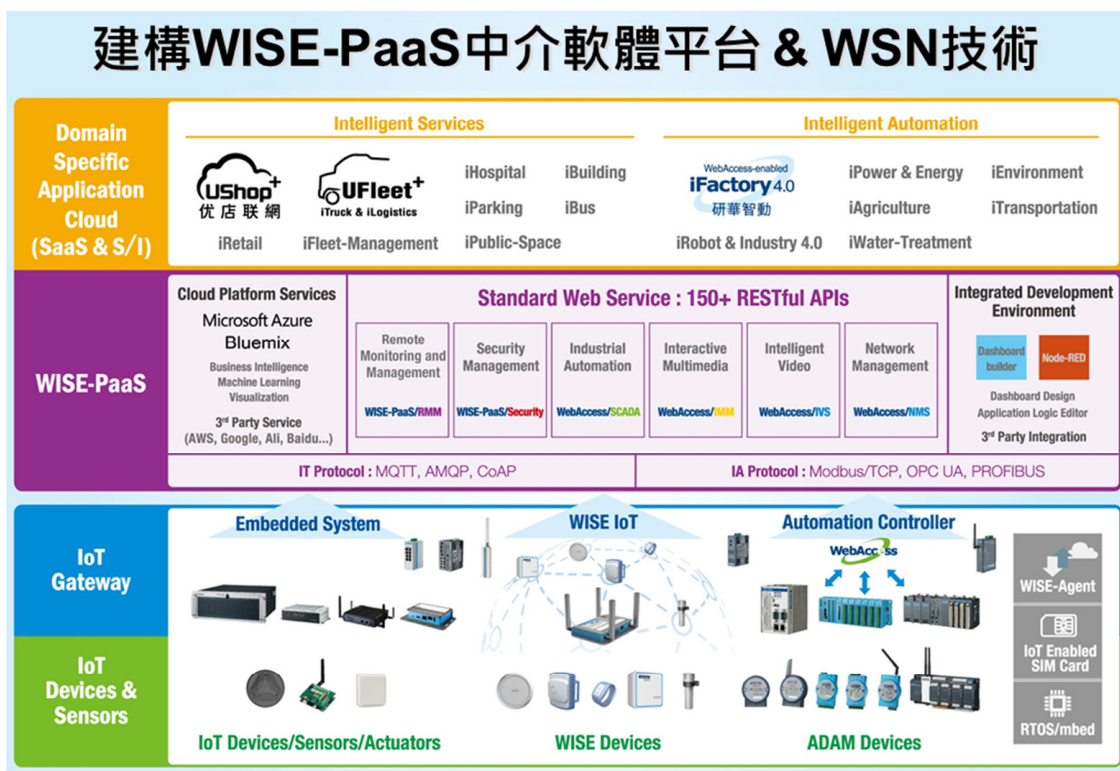 建構WISE-PaaS中介軟體平台 & WSN技術
Domain
Specific
Application
Cloud
(SaaS & S/I)
Intelligent Services
UShop+
优店联網
iRetail
UFleet+
iTruck & iLogistics
iFleet-Management
iHospital
iBuilding
iParking
iBus
iPublic-Space
Intelligent Automation
WebAccess-enabled
iFactory 4.0
研華智動
iRobot & Industry 4.0
iPower & Energy
iEnvironment
iAgriculture
iTransportation
iWater-Treatment
WISE-PaaS
Cloud Platform Services
Microsoft Azure
Bluemix
Business Intelligence
Machine Learning
Visualization
3rd Party Service
(AWS, Google, Ali, Baidu...)
Standard Web Service : 150+ RESTful APIs
Remote
Monitoring and
Management
WISE-PaaS/RMM
Security
Management
WISE-PaaS/Security
Industrial
Automation
WebAccess/SCADA
Interactive
Multimedia
WebAccess/IMM
Intelligent
Video
WebAccess/IVS
Network
Management
WebAccess/NMS
Integrated Development
Environment
Dashboard
builder
Node-RED
Dashboard Design
Application Logic Editor
3rd Party Integration
IT Protocol : MQTT, AMQP, CoAP
IA Protocol : Modbus/TCP, OPC UA, PROFIBUS
IoT
Gateway
Embedded System
WISE IoT
Automation Controller
WebAccess
WISE-Agent
IoT Enabled
SIM Card
RTOS/mbed
IoT
Devices &
Sensors
IoT Devices/Sensors/Actuators
WISE Devices
ADAM Devices